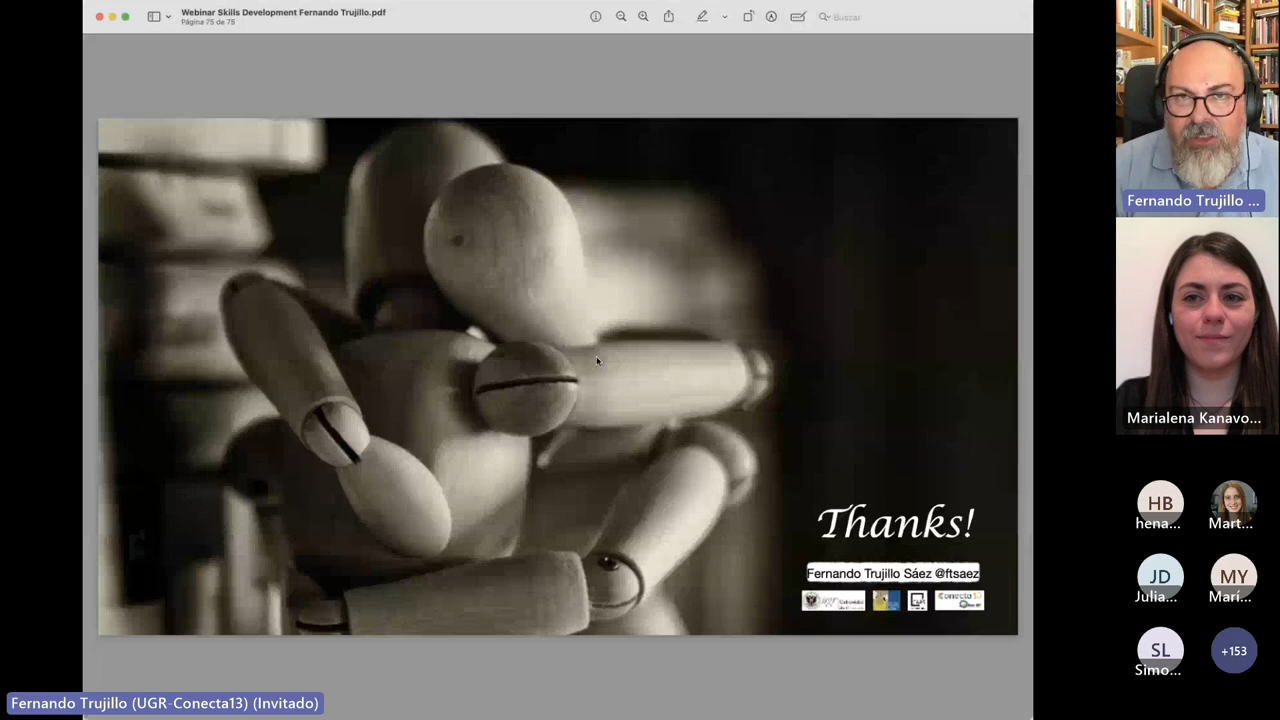 Webinar Skills Development Fernando Trujillo.pdf
Página 75 de 75
Buscar
Thanks!
Fernando Trujillo Sáez @ftsaez
Conecta13
Fernando Trujillo ...
Marialena Kanavo...
HB
hena...
Mart...
JD
Julia...
MY
Marí...
SL
Simo...
+153
Fernando Trujillo (UGR-Conecta13) (Invitado)